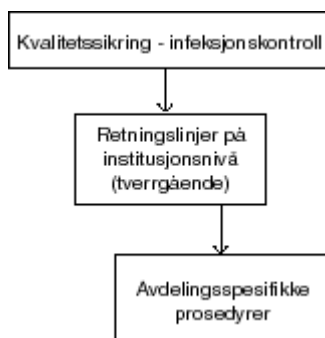 Kvalitetssikring - infeksjonskontroll
Retningslinjer på
institusjonsnivå
(tverrgående)
Avdelingsspesifikke
prosedyrer